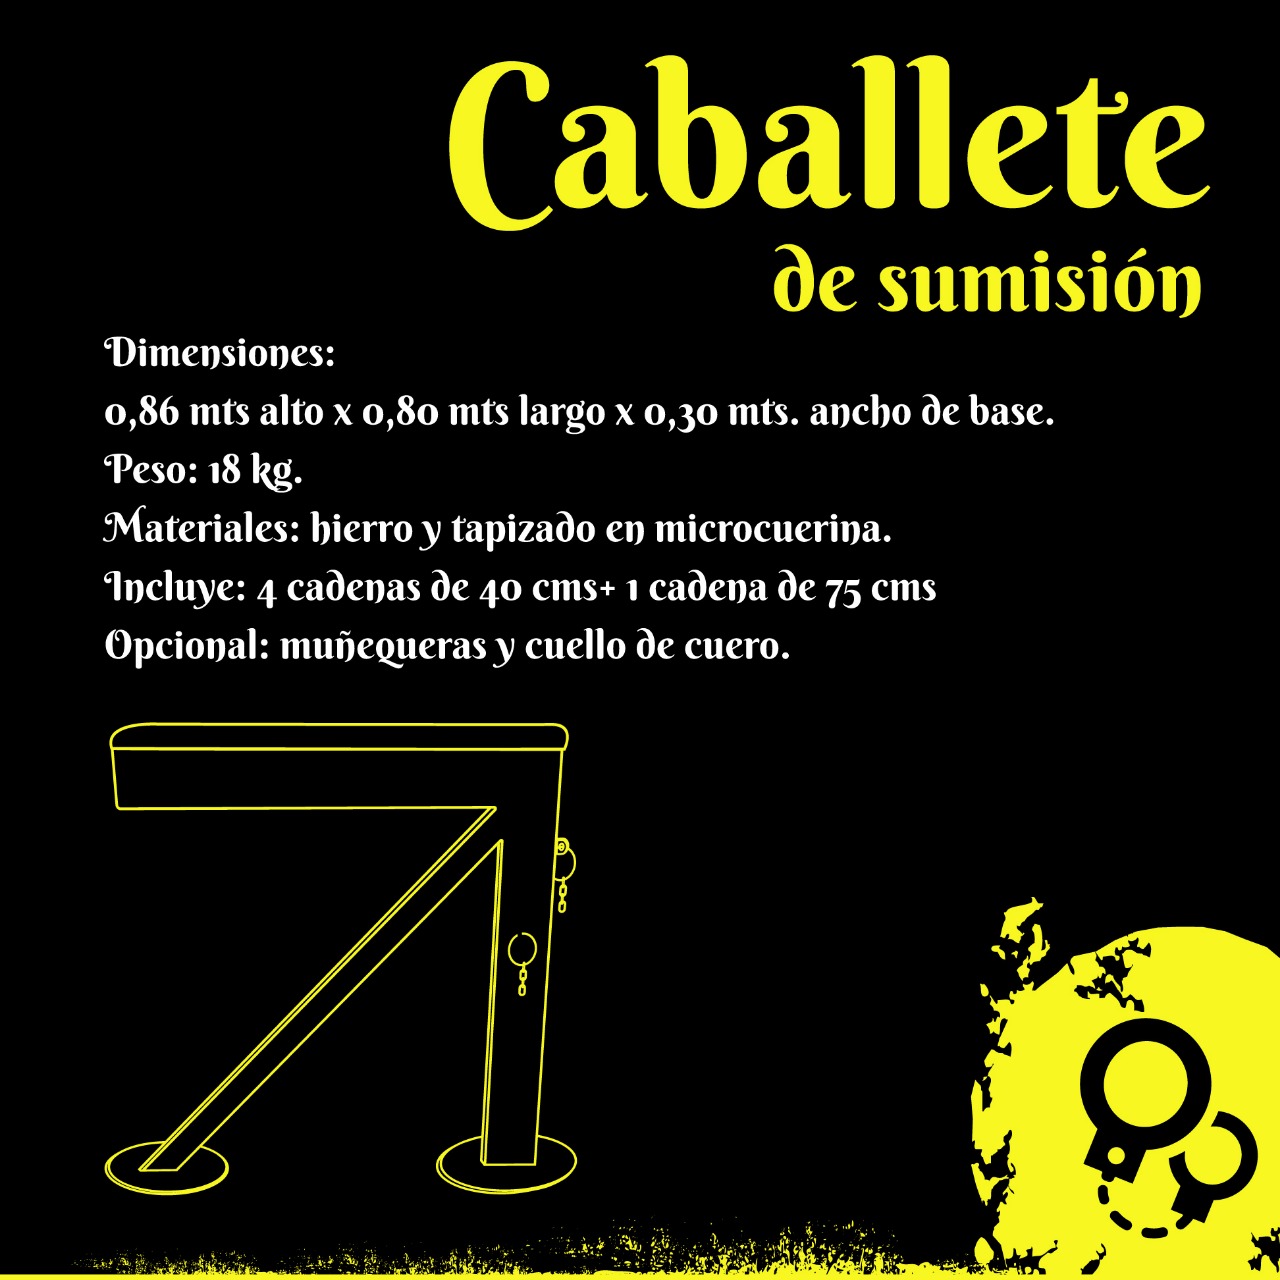 Caballete
de sumisión
Dimensiones:
0,86 mts alto x 0,80 mts largo x 0,30 mts. ancho de base.
Peso: 18 kg.
Materiales: hierro y tapizado en microcuerina.
Incluye: 4 cadenas de 40 cms+ 1 cadena de 75 cms
Opcional: muñequeras y cuello de cuero.